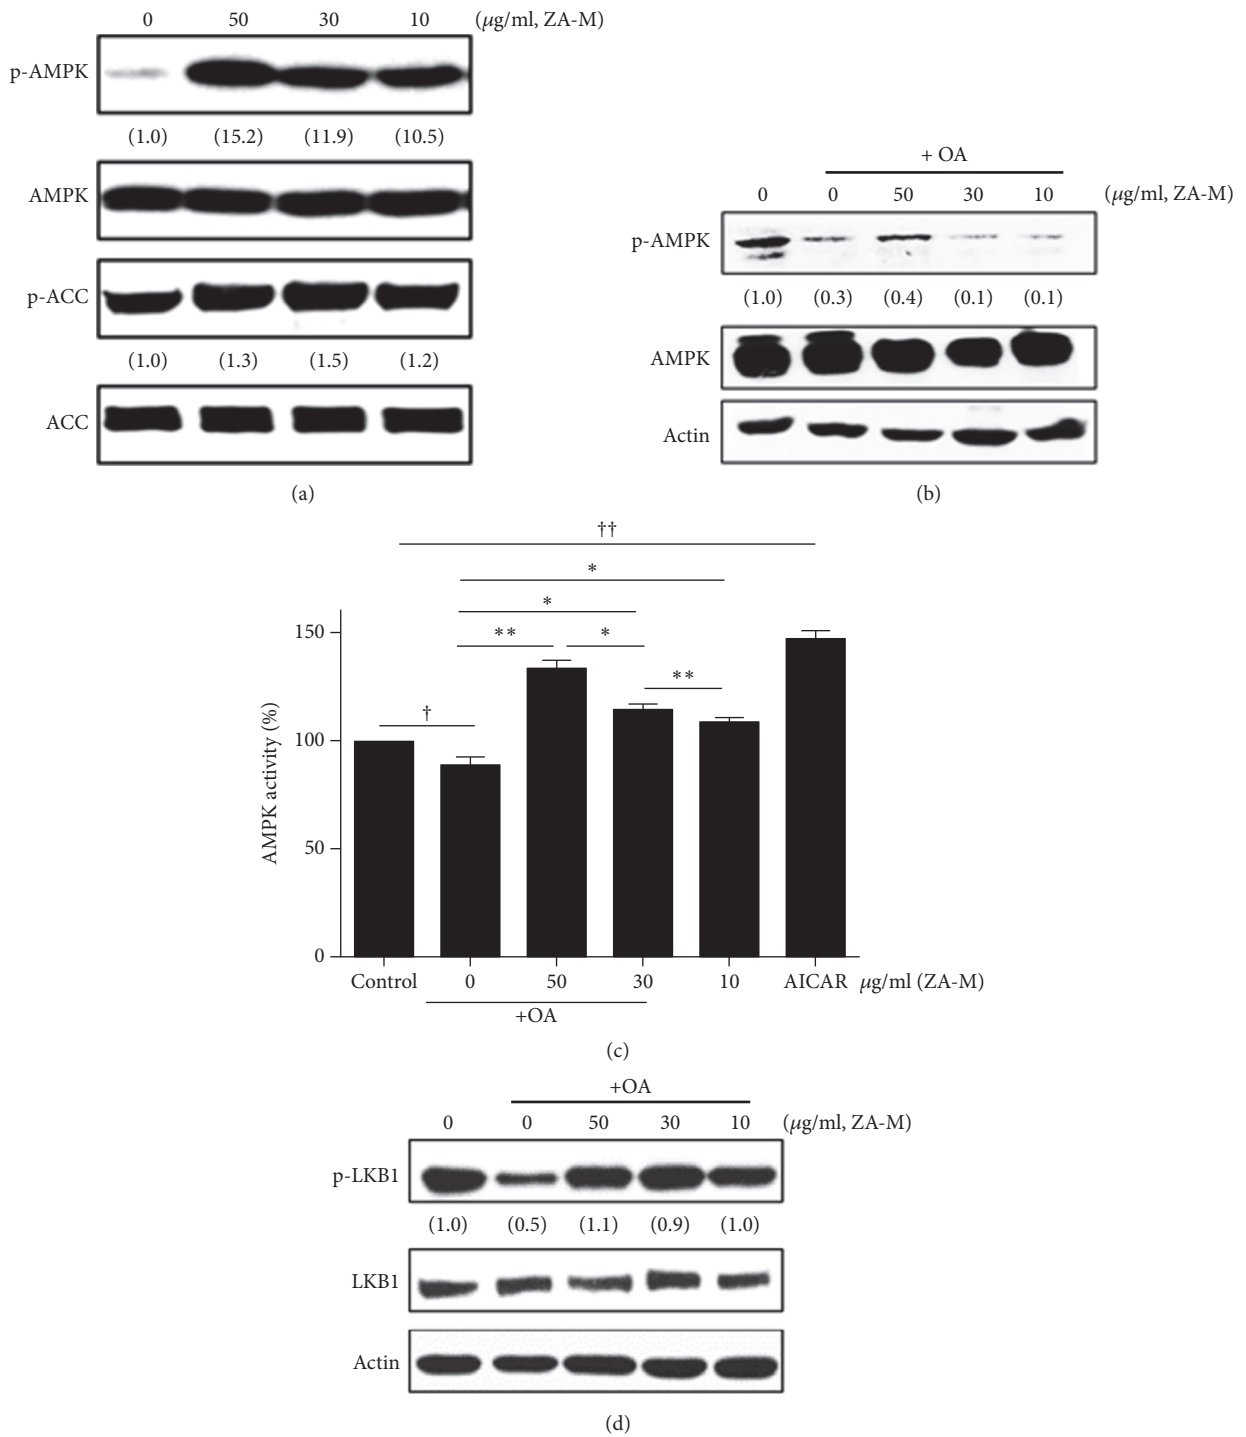 0 50 30 10 (μg/ml, ZA-M)
p-AMPK
(1.0) (15.2) (11.9) (10.5)
AMPK
p-ACC
(1.0) (1.3) (1.5) (1.2)
ACC
(a)
+ OA
0 0 50 30 10 (μg/ml, ZA-M)
p-AMPK
(1.0) (0.3) (0.4) (0.1) (0.1)
AMPK
Actin
(b)
††
*
*
** *
**
†
150
100
50
0
AMPK activity (%)
Control 0 50 30 10 AICAR μg/ml (ZA-M)
+OA
(c)
+OA
0 0 50 30 10 (μg/ml, ZA-M)
p-LKB1
(1.0) (0.5) (1.1) (0.9) (1.0)
LKB1
Actin
(d)